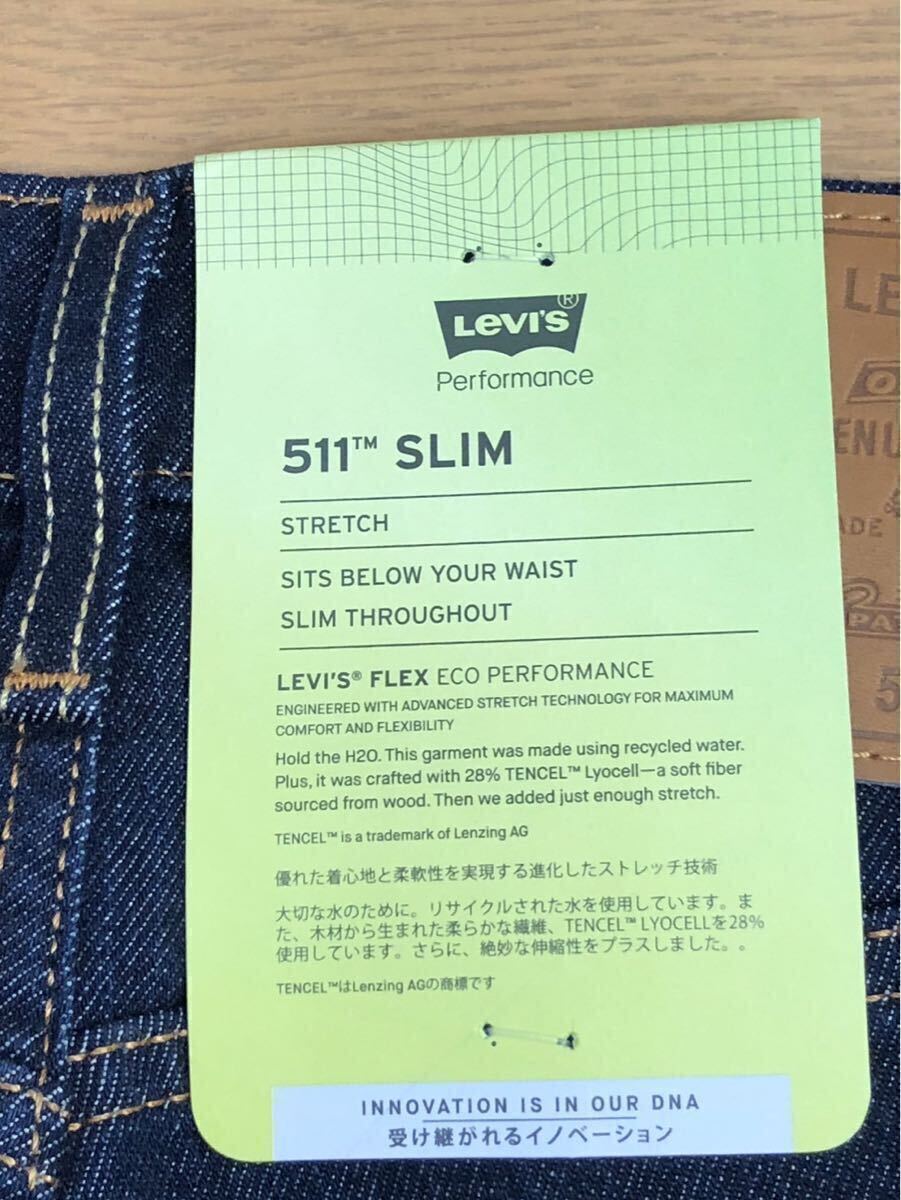 LEVI'S®
Performance
511™ SLIM
STRETCH
SITS BELOW YOUR WAIST
SLIM THROUGHOUT
LEVI'S® FLEX ECO PERFORMANCE
ENGINEERED WITH ADVANCED STRETCH TECHNOLOGY FOR MAXIMUM
COMFORT AND FLEXIBILITY
Hold the H2O. This garment was made using recycled water.
Plus, it was crafted with 28% TENCEL™ Lyocell—a soft fiber
sourced from wood. Then we added just enough stretch.
TENCEL™ is a trademark of Lenzing AG
優れた着心地と柔軟性を実現する進化したストレッチ技術
大切な水のために。リサイクルされた水を使用しています。ま
た、木材から生まれた柔らかな繊維、TENCEL™ LYOCELLを28%
使用しています。さらに、絶妙な伸縮性をプラスしました。。
TENCEL™はLenzing AGの商標です
INNOVATION IS IN OUR DNA
受け継がれるイノベーション
LE